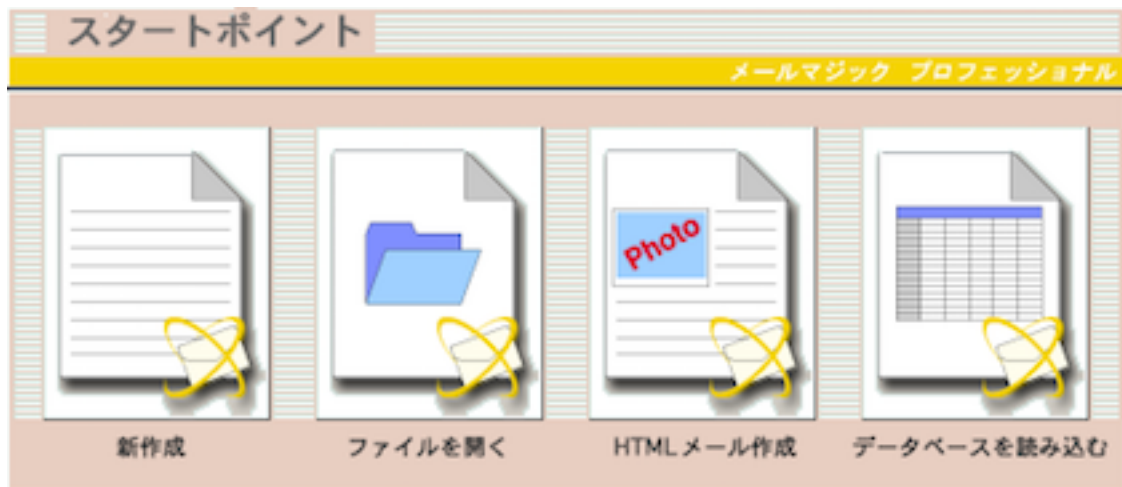 スタートポイント
メールマジック プロフェッショナル
Photo
新作成
ファイルを開く
HTMLメール作成
データベースを読み込む